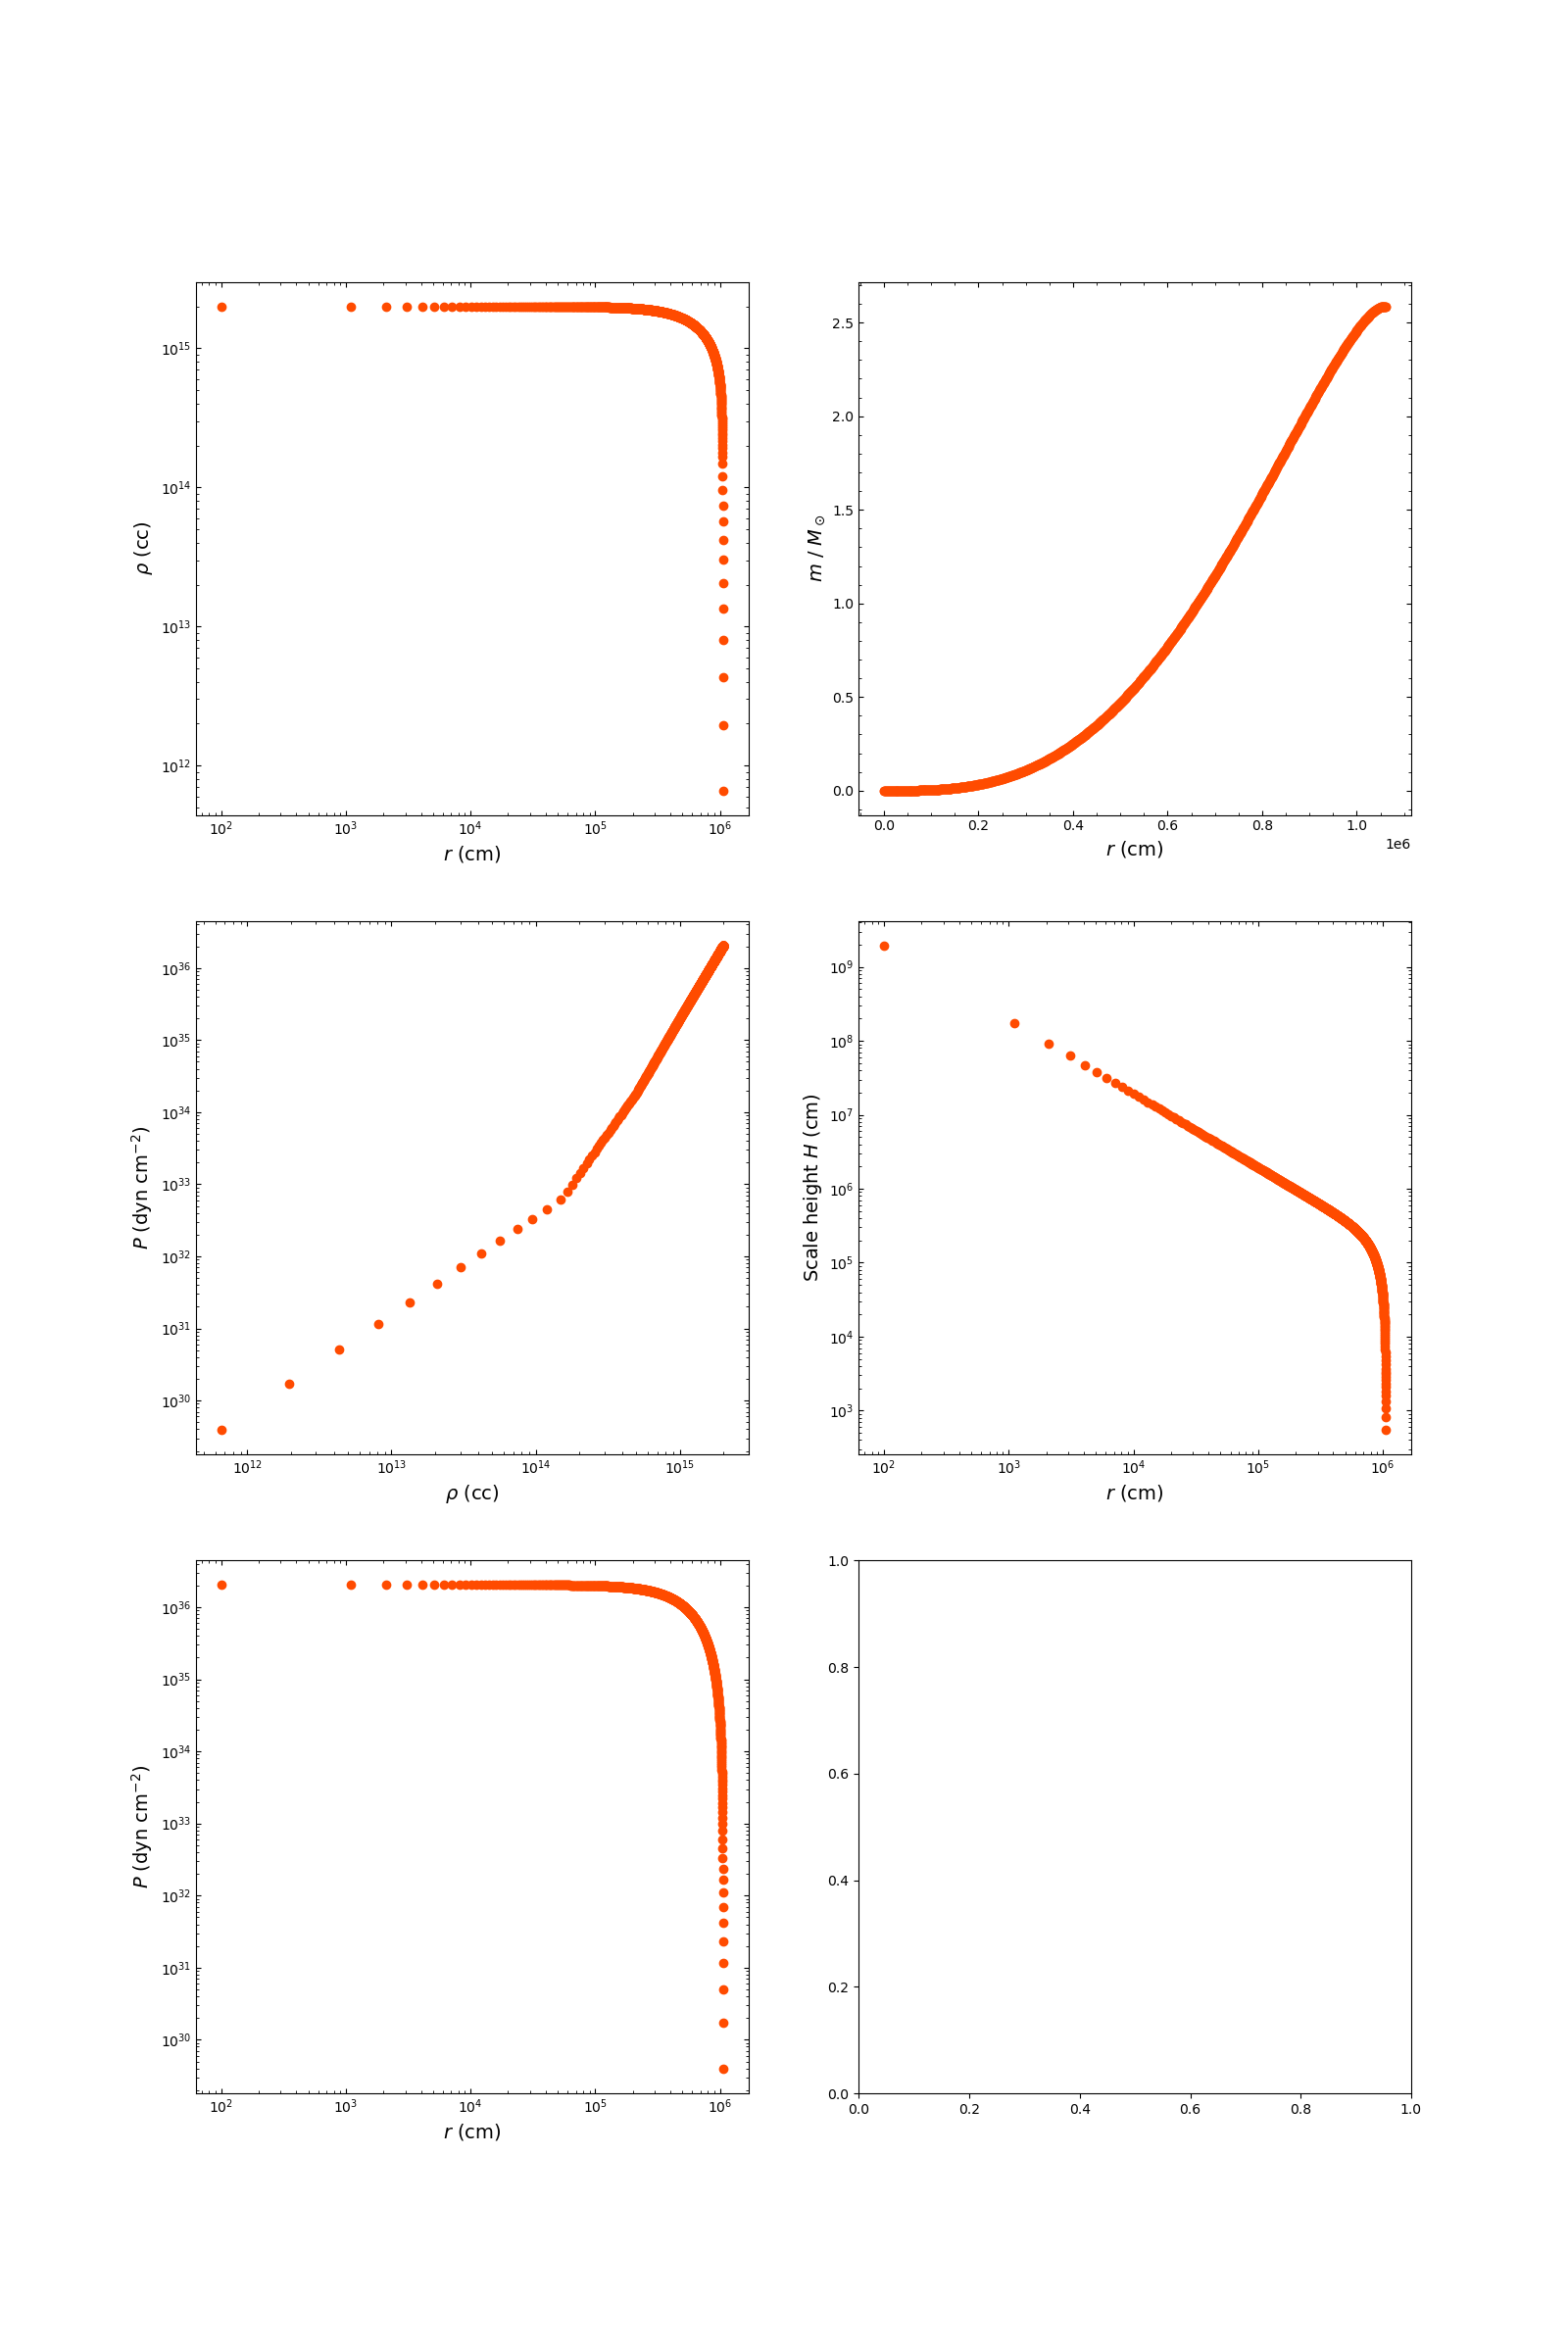 10^15
10^14
10^13
10^12
ρ (cc)
10^2 10^3 10^4 10^5 10^6
r (cm)
2.5
2.0
1.5
1.0
0.5
0.0
m / M_⊙
0.0 0.2 0.4 0.6 0.8 1.0
1e6
r (cm)
10^36
10^35
10^34
10^33
10^32
10^31
10^30
P (dyn cm^−2)
10^12 10^13 10^14 10^15
ρ (cc)
10^9
10^8
10^7
10^6
10^5
10^4
10^3
Scale height H (cm)
10^2 10^3 10^4 10^5 10^6
r (cm)
10^36
10^35
10^34
10^33
10^32
10^31
10^30
P (dyn cm^−2)
10^2 10^3 10^4 10^5 10^6
r (cm)
1.0
0.8
0.6
0.4
0.2
0.0
0.0 0.2 0.4 0.6 0.8 1.0